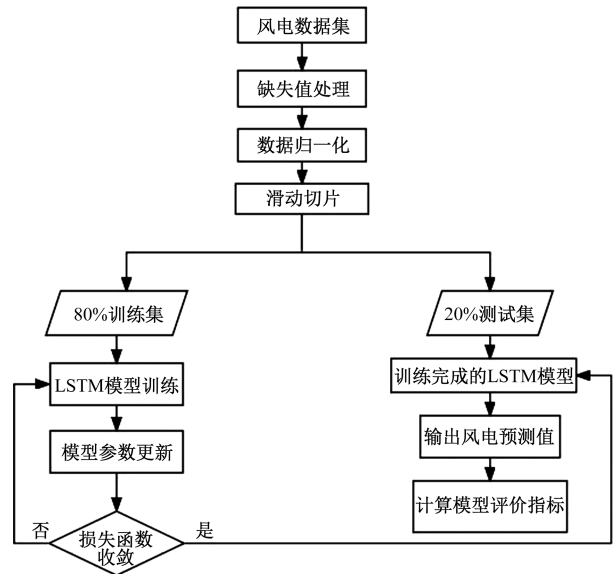 风电数据集
缺失值处理
数据归一化
滑动切片
80%训练集
20%测试集
LSTM模型训练
训练完成的LSTM模型
模型参数更新
输出风电预测值
计算模型评价指标
否
损失函数
收敛
是